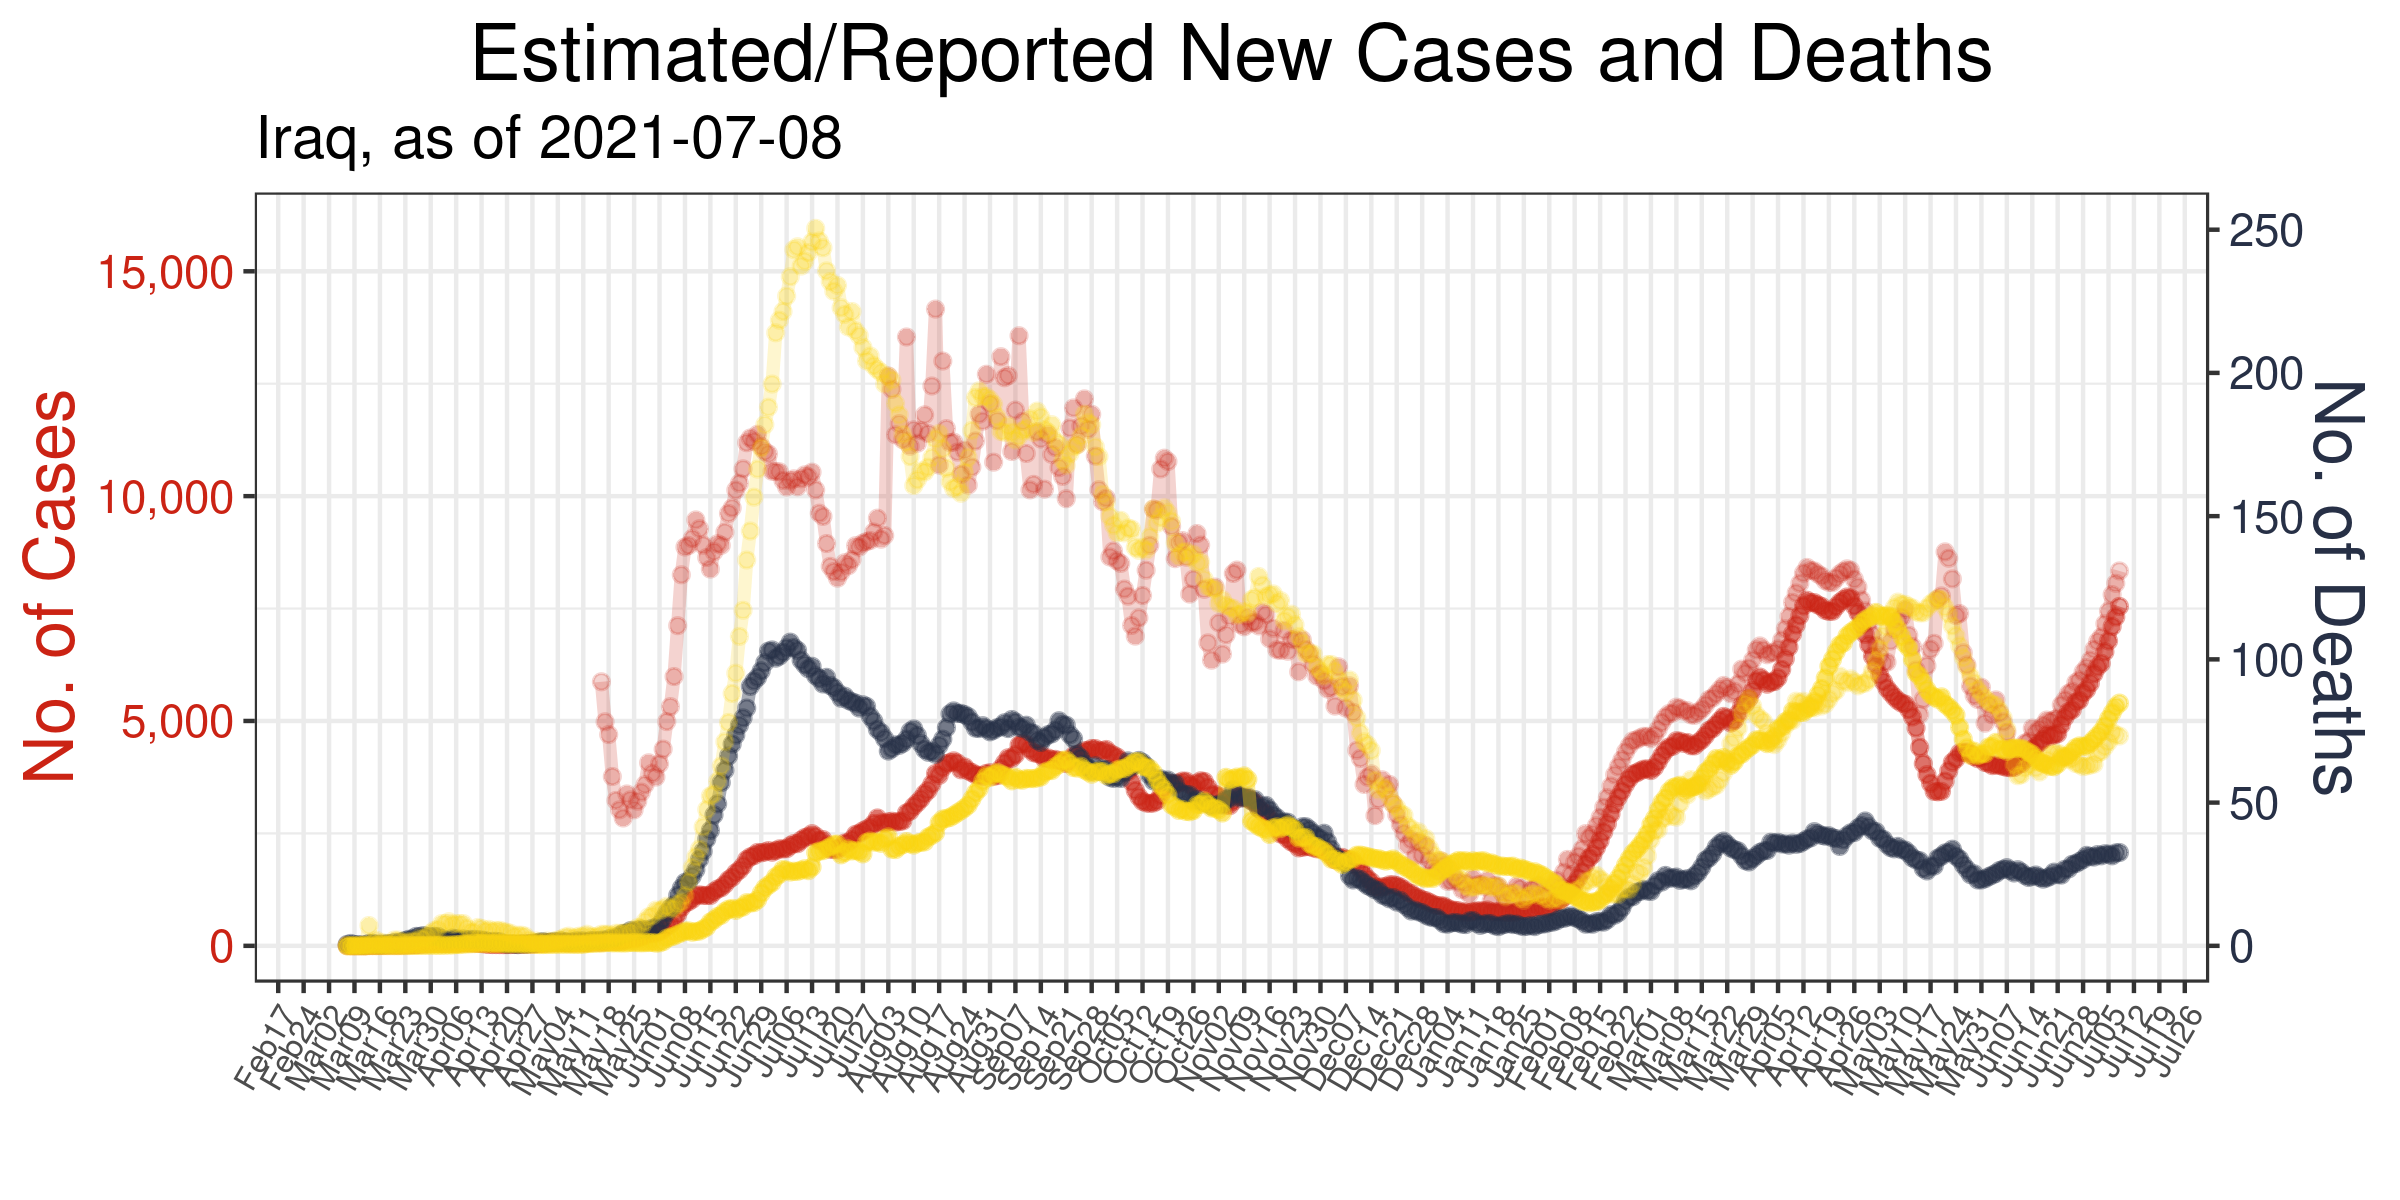 Estimated/Reported New Cases and Deaths
Iraq, as of 2021-07-08
No. of Cases
15,000
10,000
5,000
0
250
200
150
100
50
0
No. of Deaths
Feb17
Feb24
Mar02
Mar09
Mar16
Mar23
Mar30
Apr06
Apr13
Apr20
Apr27
May04
May11
May18
May25
Jun01
Jun08
Jun15
Jun22
Jun29
Jul06
Jul13
Jul20
Jul27
Aug03
Aug10
Aug17
Aug24
Aug31
Sep07
Sep14
Sep21
Sep28
Oct05
Oct12
Oct19
Oct26
Nov02
Nov09
Nov16
Nov23
Nov30
Dec07
Dec14
Dec21
Dec28
Jan04
Jan11
Jan18
Jan25
Feb01
Feb08
Feb15
Feb22
Mar01
Mar08
Mar15
Mar22
Mar29
Apr05
Apr12
Apr19
Apr26
May03
May10
May17
May24
May31
Jun07
Jun14
Jun21
Jun28
Jul05
Jul12
Jul19
Jul26